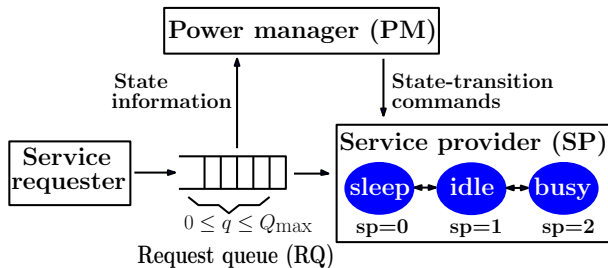 Power manager (PM)
State
information
State-transition
commands
Service
requester
Service provider (SP)
sleep
idle
busy
sp=0
sp=1
sp=2
0 ≤ q ≤ Qmax
Request queue (RQ)